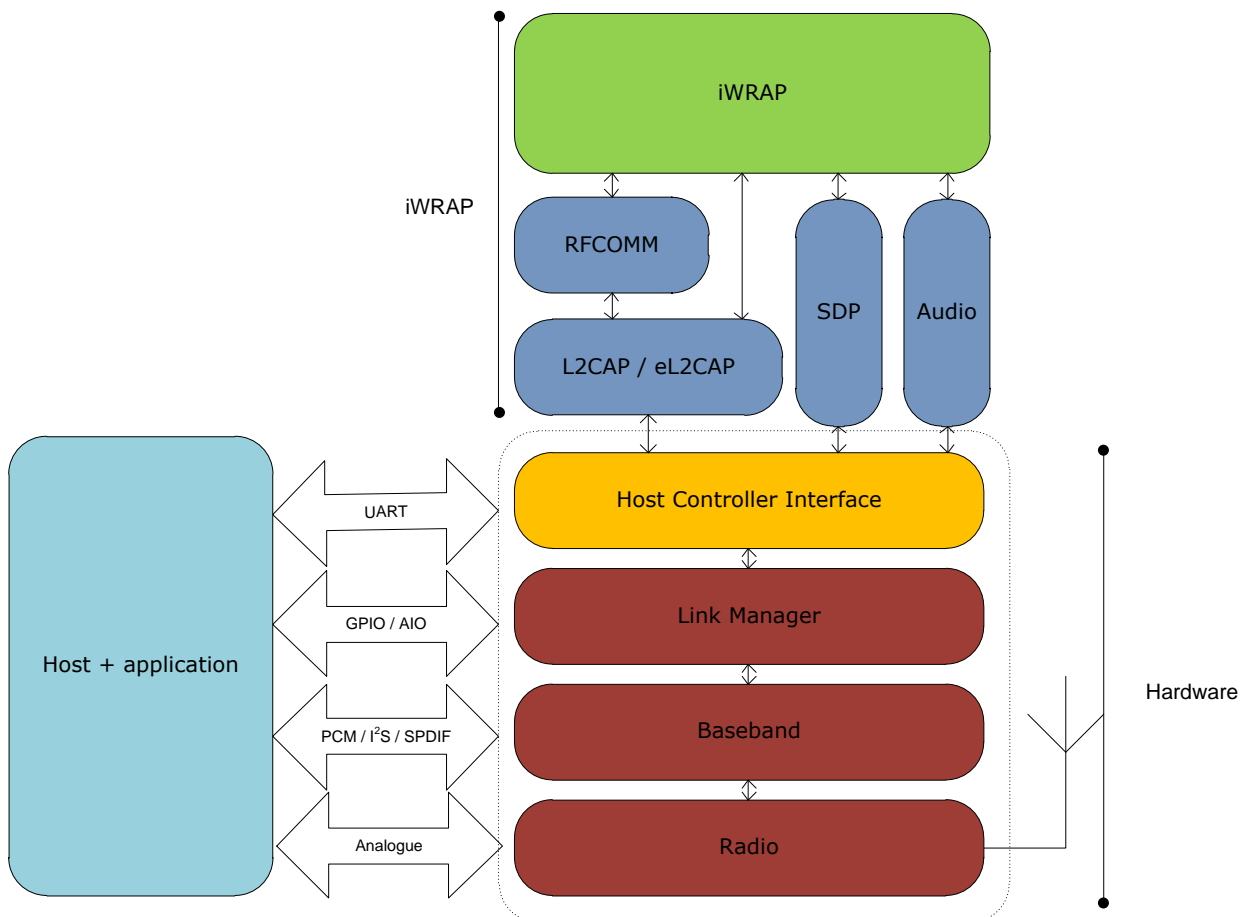 iWRAP
iWRAP
RFCOMM
SDP
Audio
L2CAP / eL2CAP
Host Controller Interface
UART
Link Manager
GPIO / AIO
Host + application
Hardware
Baseband
PCM / I²S / SPDIF
Radio
Analogue